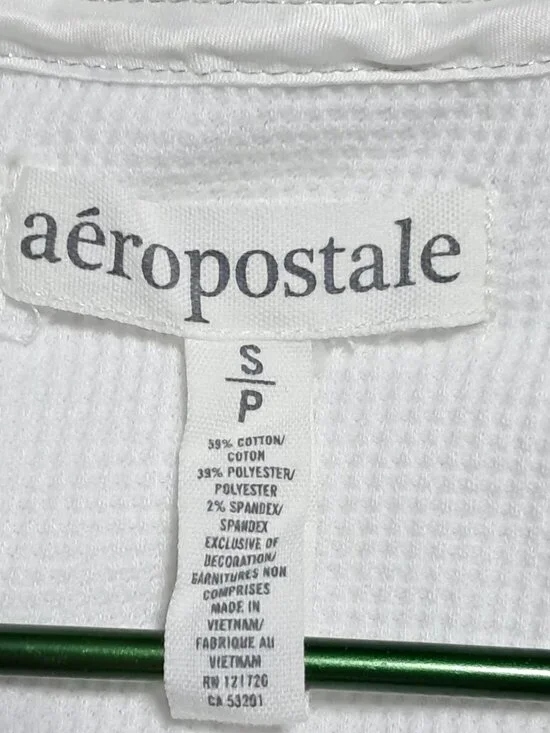 aéropostale
S
P
59% COTTON/
COTON
39% POLYESTER/
POLYESTER
2% SPANDEX/
SPANDEX
EXCLUSIVE OF
DECORATION/
GARNITURES NON
COMPRISES
MADE IN
VIETNAM/
FABRIQUE AU
VIETNAM
RN 121720
CA 53201